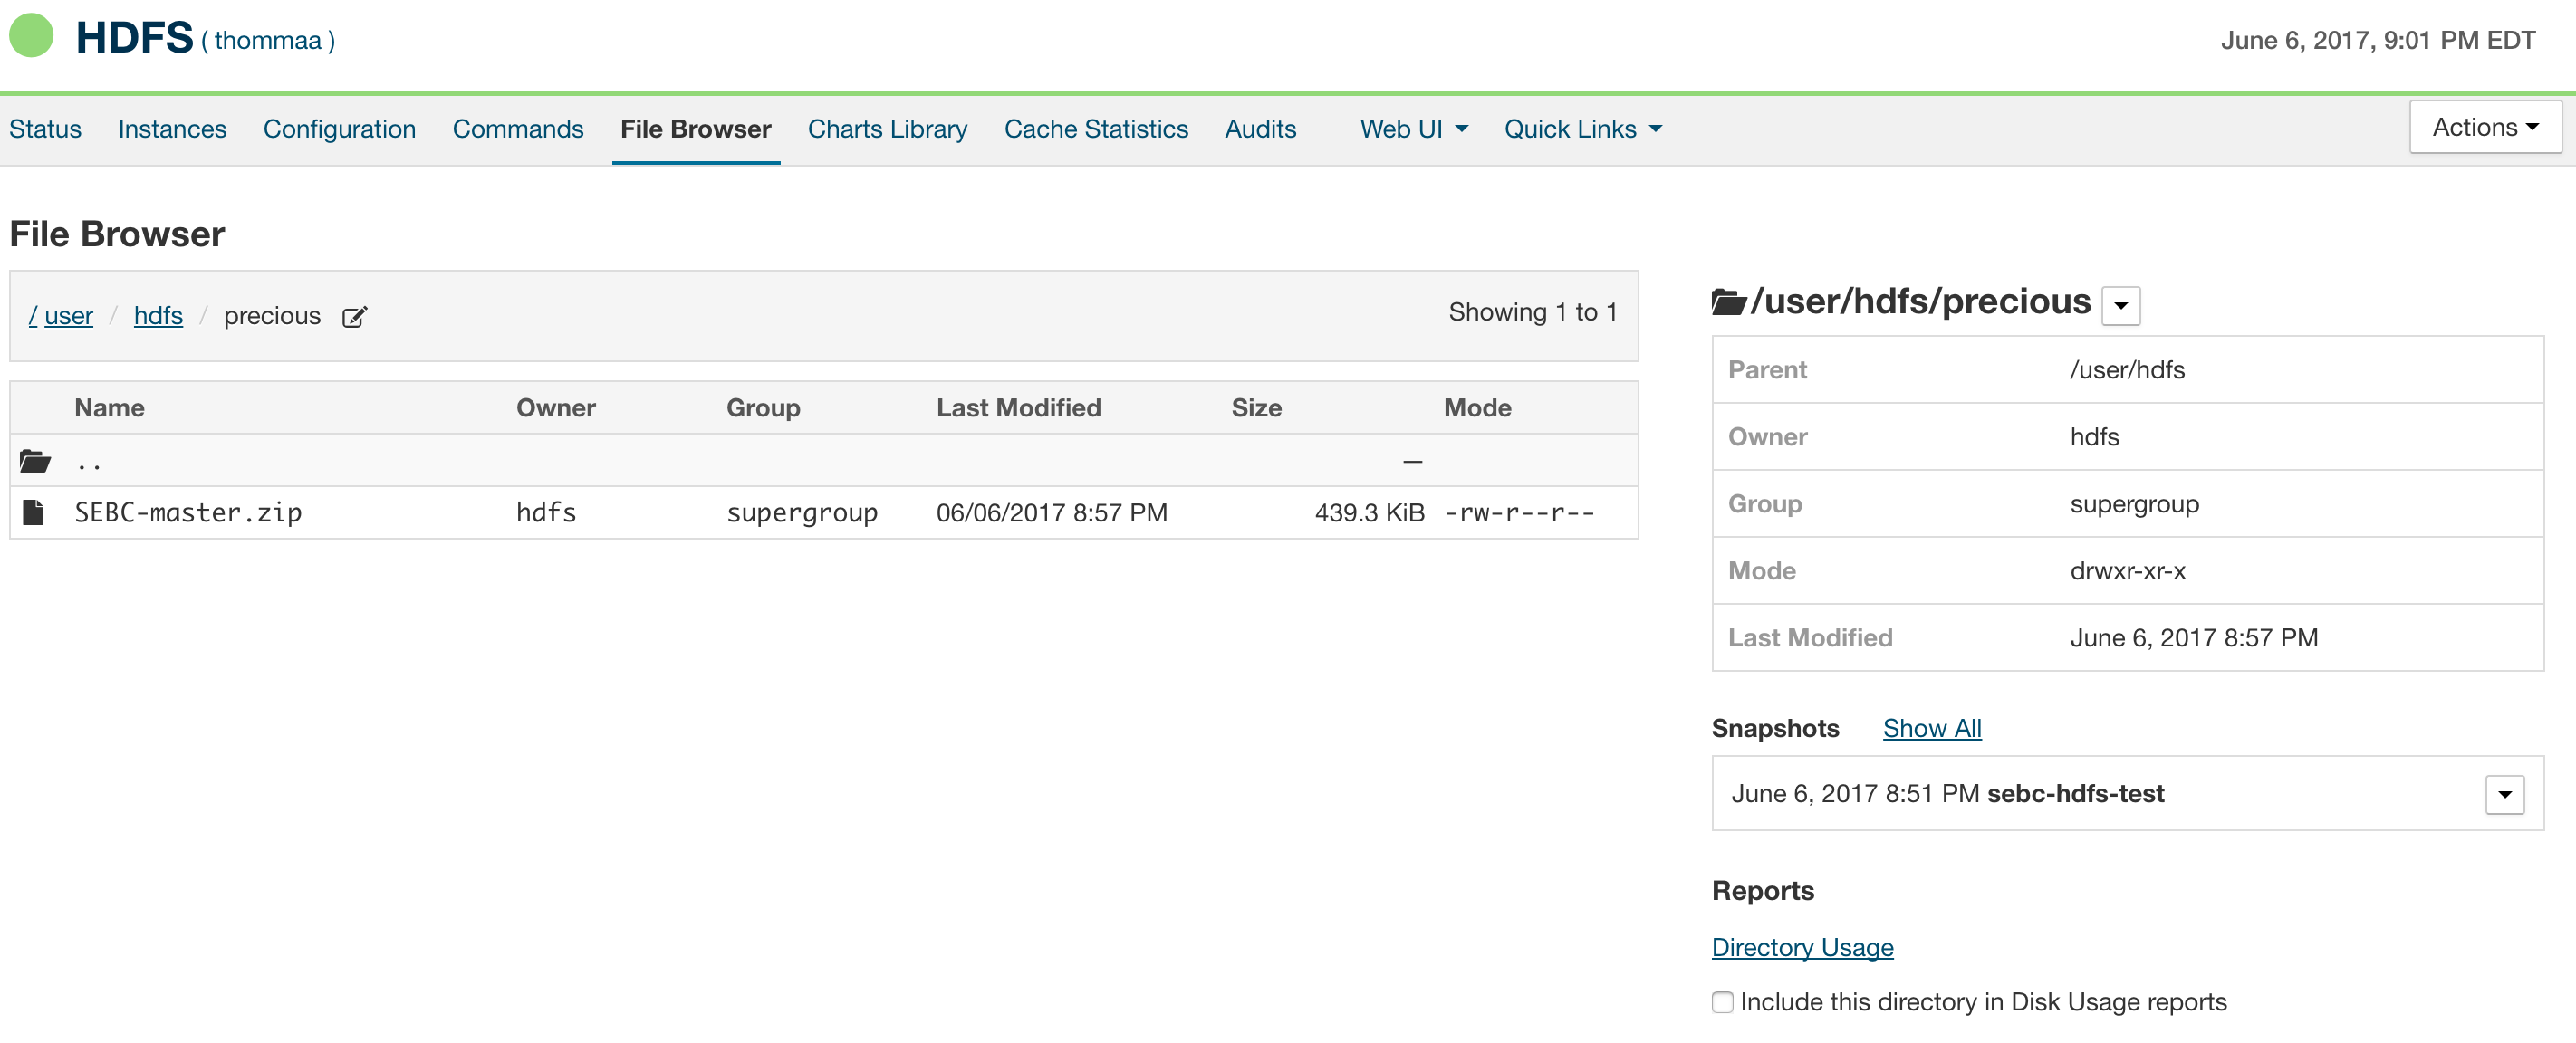 HDFS ( thommaa )
June 6, 2017, 9:01 PM EDT
Status Instances Configuration Commands File Browser Charts Library Cache Statistics Audits Web UI Quick Links Actions
File Browser
/ user / hdfs / precious
Showing 1 to 1
Name Owner Group Last Modified Size Mode
.. —
SEBC-master.zip hdfs supergroup 06/06/2017 8:57 PM 439.3 KiB -rw-r--r--
/user/hdfs/precious
Parent /user/hdfs
Owner hdfs
Group supergroup
Mode drwxr-xr-x
Last Modified June 6, 2017 8:57 PM
Snapshots Show All
June 6, 2017 8:51 PM sebc-hdfs-test
Reports
Directory Usage
Include this directory in Disk Usage reports